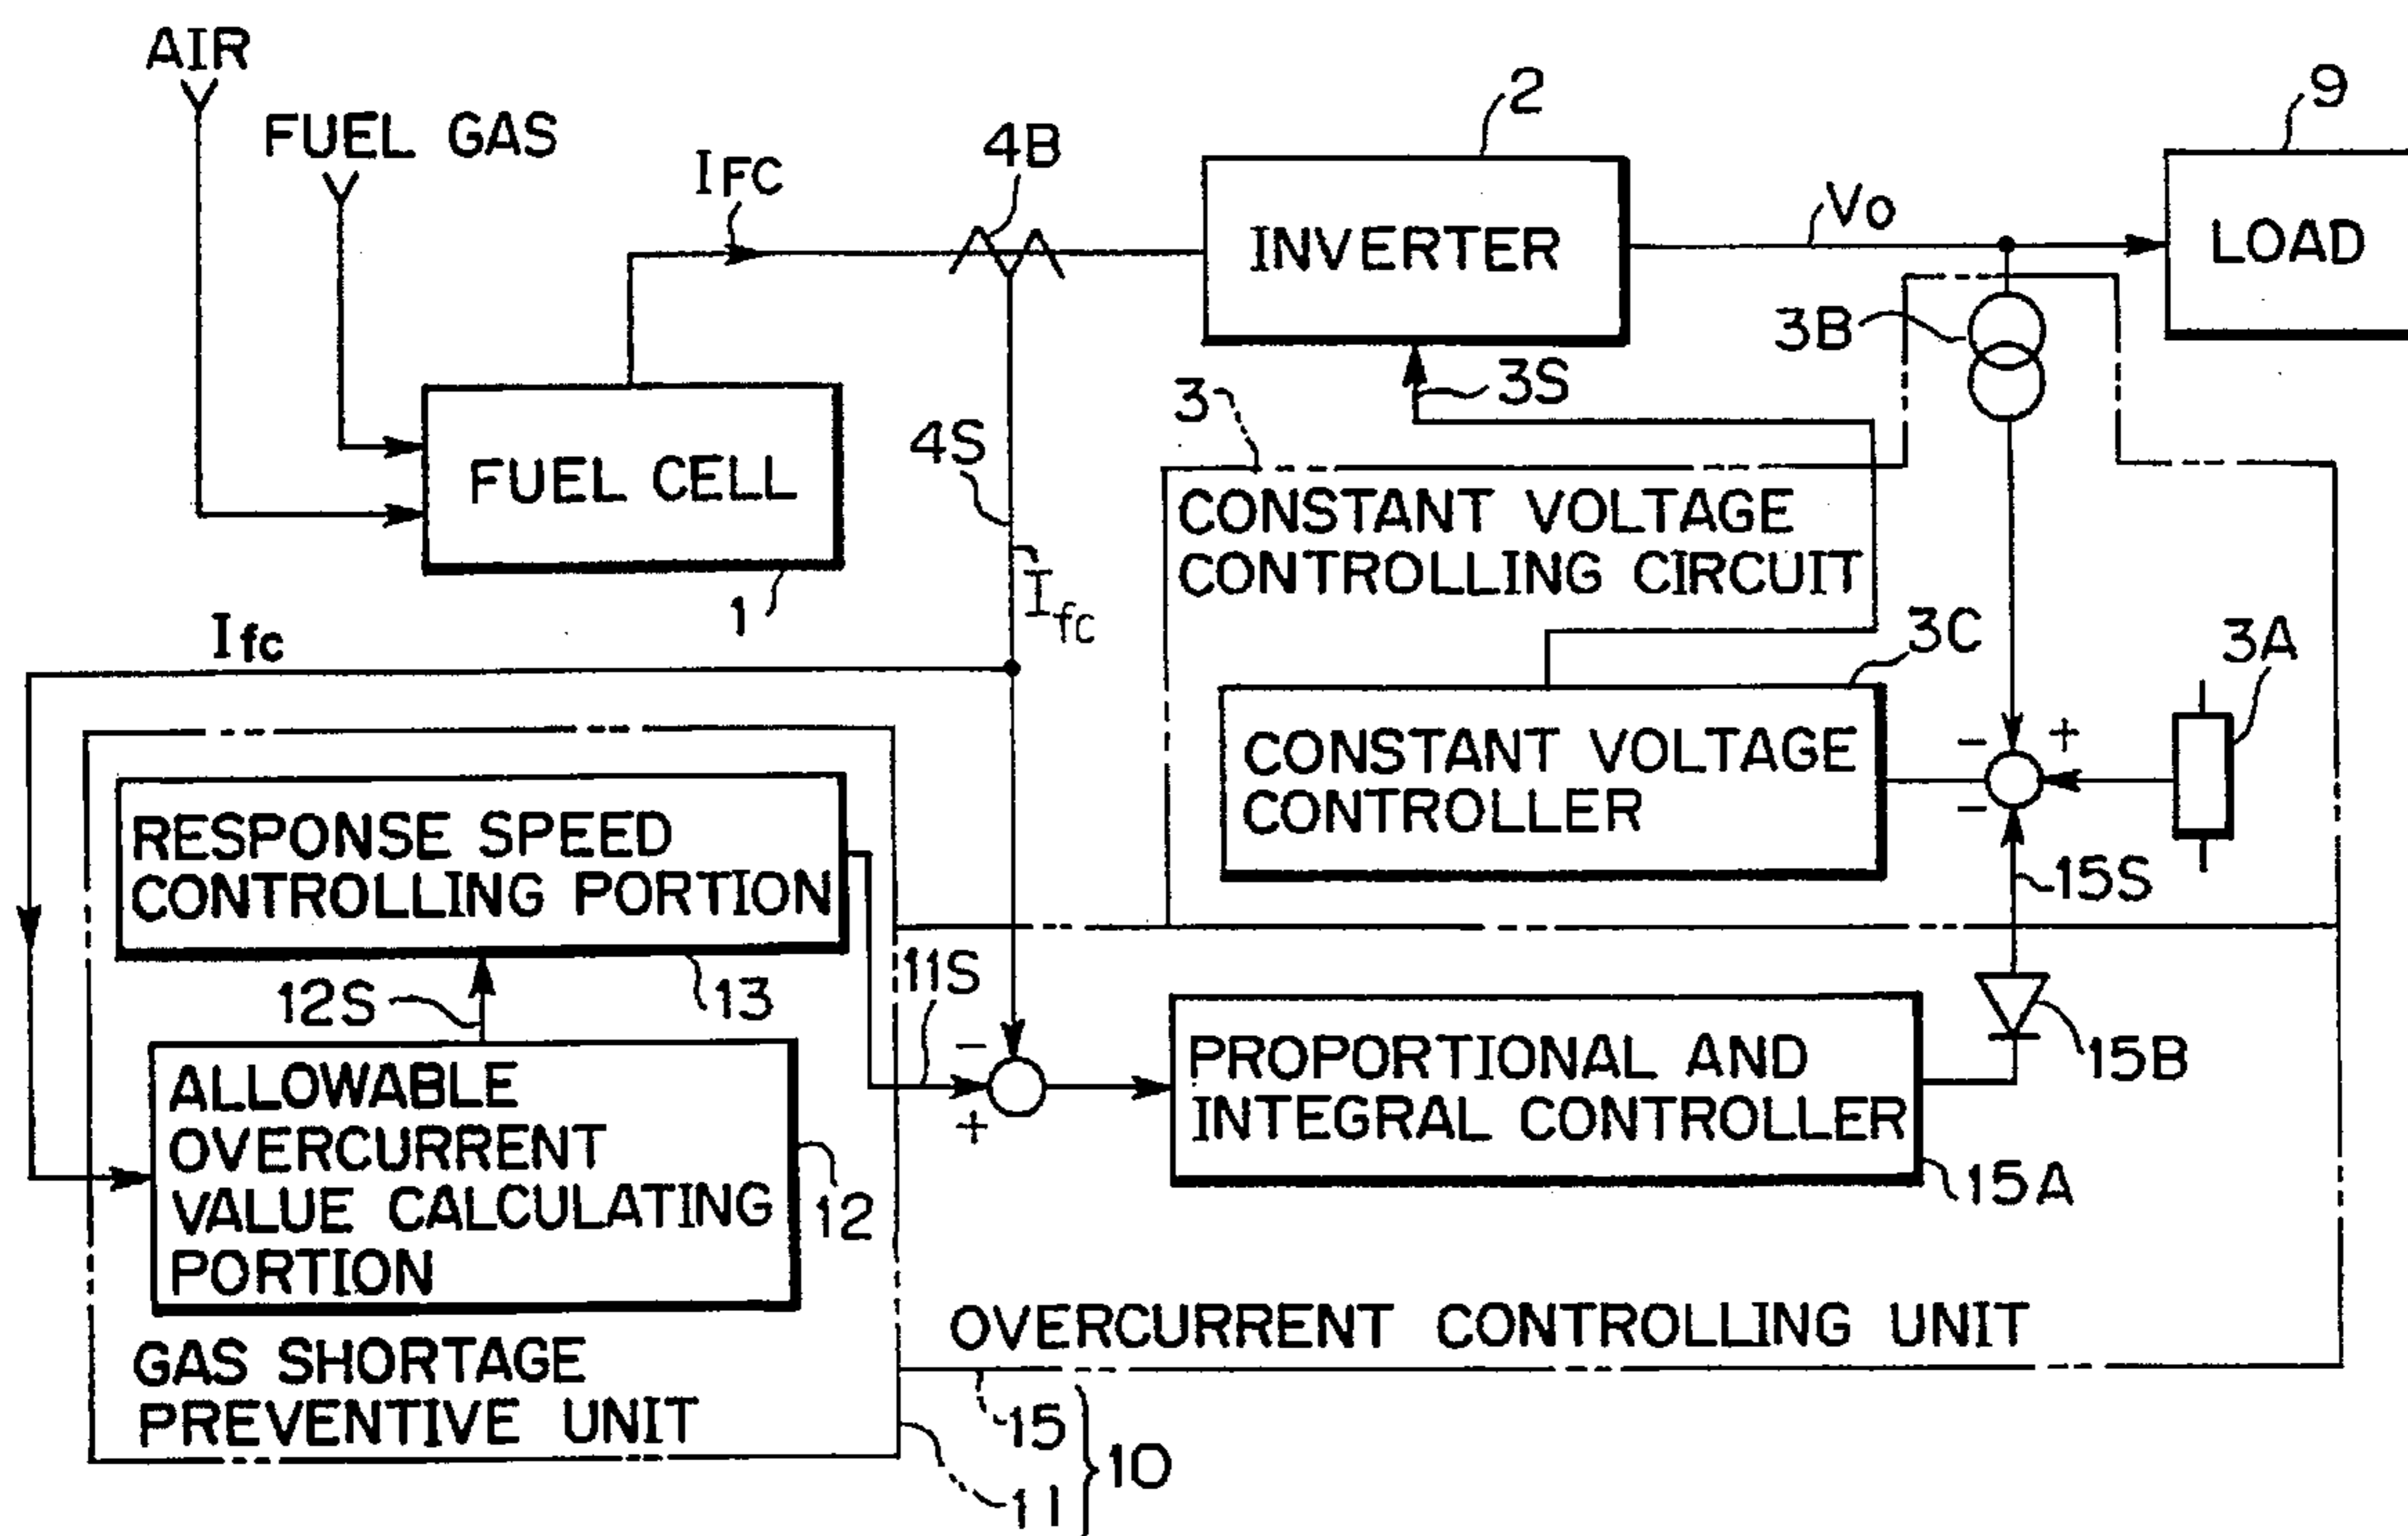 AIR
FUEL GAS
IFC
4B
2
9
INVERTER
Vo
LOAD
3B
3S
3
4S
FUEL CELL
1
Ifc
Ifc
CONSTANT VOLTAGE
CONTROLLING CIRCUIT
3C
3A
CONSTANT VOLTAGE
CONTROLLER
-
+
-
RESPONSE SPEED
CONTROLLING PORTION
15S
12S
13
11S
-
+
PROPORTIONAL AND
INTEGRAL CONTROLLER
15B
15A
ALLOWABLE
OVERCURRENT
VALUE CALCULATING
PORTION
12
OVERCURRENT CONTROLLING UNIT
GAS SHORTAGE
PREVENTIVE UNIT
15
10
11